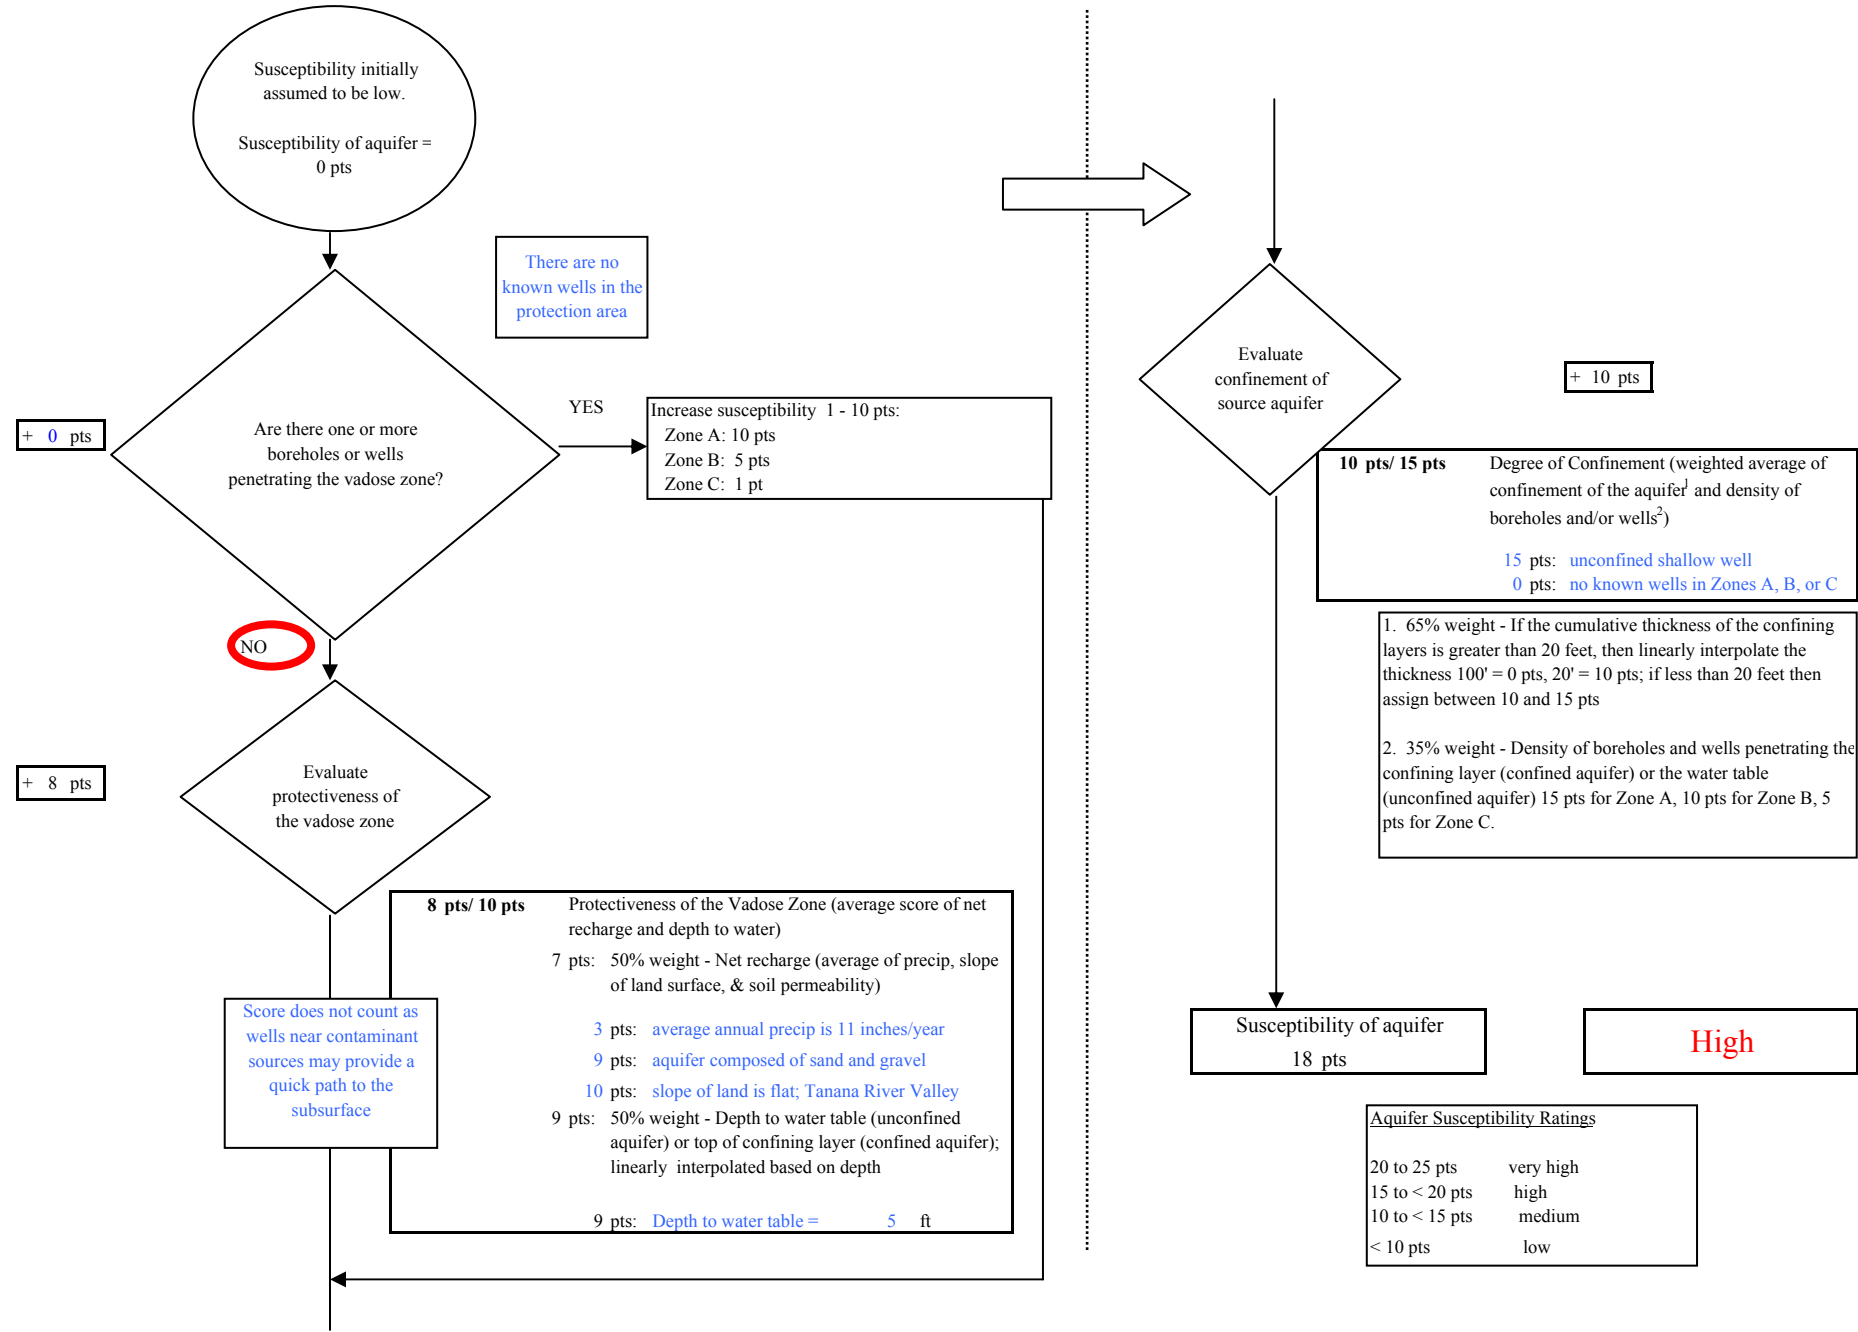 Susceptibility initially
assumed to be low.
Susceptibility of aquifer =
0 pts
There are no
known wells in the
protection area
+ 0 pts
Are there one or more
boreholes or wells
penetrating the vadose zone?
YES
Increase susceptibility 1 - 10 pts:
Zone A: 10 pts
Zone B: 5 pts
Zone C: 1 pt
NO
+ 8 pts
Evaluate
protectiveness of
the vadose zone
8 pts/ 10 pts Protectiveness of the Vadose Zone (average score of net
recharge and depth to water)
7 pts: 50% weight - Net recharge (average of precip, slope
of land surface, & soil permeability)
3 pts: average annual precip is 11 inches/year
9 pts: aquifer composed of sand and gravel
10 pts: slope of land is flat; Tanana River Valley
9 pts: 50% weight - Depth to water table (unconfined
aquifer) or top of confining layer (confined aquifer);
linearly interpolated based on depth
9 pts: Depth to water table = 5 ft
Score does not count as
wells near contaminant
sources may provide a
quick path to the
subsurface
Evaluate
confinement of
source aquifer
+ 10 pts
10 pts/ 15 pts Degree of Confinement (weighted average of
confinement of the aquifer1 and density of
boreholes and/or wells2)
15 pts: unconfined shallow well
0 pts: no known wells in Zones A, B, or C
1. 65% weight - If the cumulative thickness of the confining
layers is greater than 20 feet, then linearly interpolate the
thickness 100' = 0 pts, 20' = 10 pts; if less than 20 feet then
assign between 10 and 15 pts
2. 35% weight - Density of boreholes and wells penetrating the
confining layer (confined aquifer) or the water table
(unconfined aquifer) 15 pts for Zone A, 10 pts for Zone B, 5
pts for Zone C.
Susceptibility of aquifer
18 pts
High
Aquifer Susceptibility Ratings
20 to 25 pts very high
15 to < 20 pts high
10 to < 15 pts medium
< 10 pts low